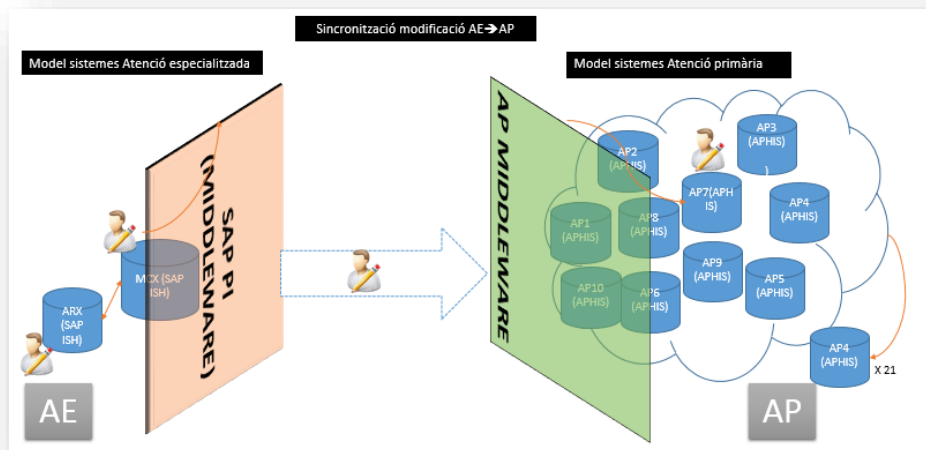 Sincronització modificació AE➔AP
Model sistemes Atenció especialitzada
Model sistemes Atenció primària
SAP PI
(MIDDLEWARE)
MCX (SAP
ISH)
ARX
(SAP
ISH)
AE
AP MIDDLEWARE
AP2
(APHIS)
AP3
(APHIS
)
AP7(APH
IS)
AP4
(APHIS)
AP1
(APHIS)
AP8
(APHIS)
AP9
(APHIS)
AP5
(APHIS)
AP10
(APHIS)
AP6
(APHIS)
AP4
(APHIS)
X 21
AP